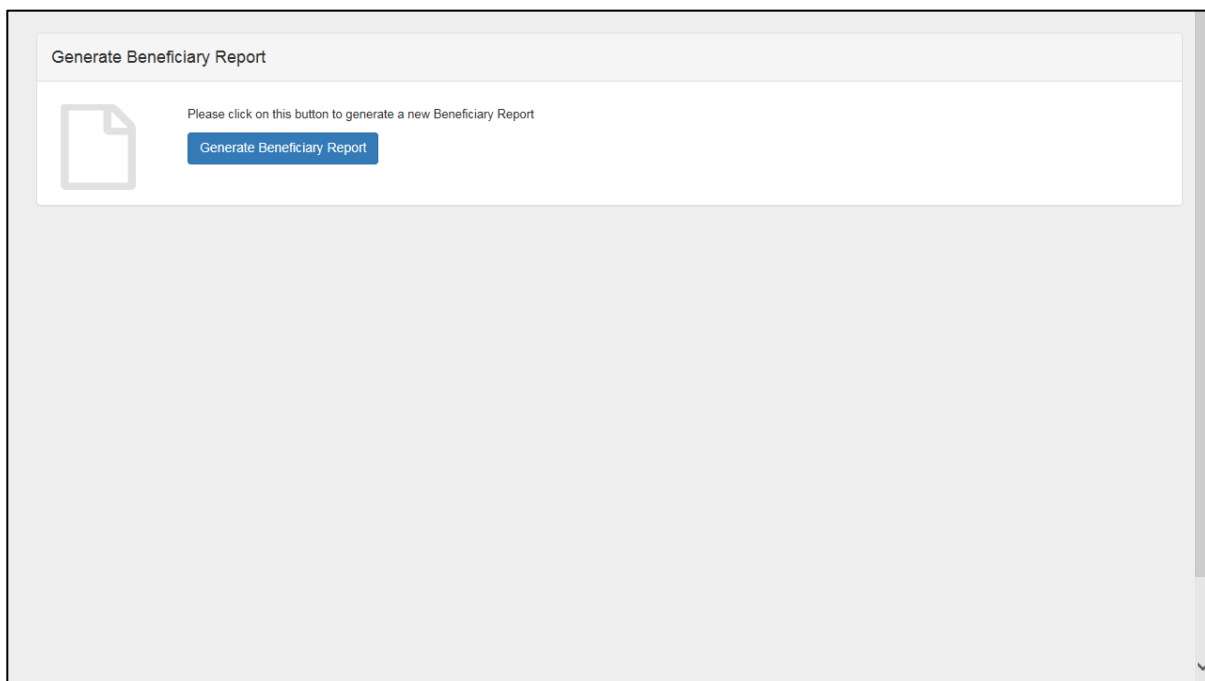 Generate Beneficiary Report
Please click on this button to generate a new Beneficiary Report
Generate Beneficiary Report